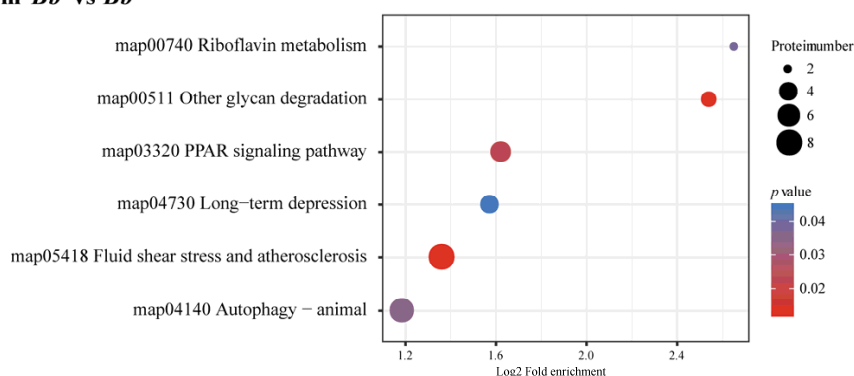 map00740 Riboflavin metabolism
map00511 Other glycan degradation
map03320 PPAR signaling pathway
map04730 Long−term depression
map05418 Fluid shear stress and atherosclerosis
map04140 Autophagy − animal
1.2 1.6 2.0 2.4
Log2 Fold enrichment
Proteinnumber
2
4
6
8
p value
0.04
0.03
0.02